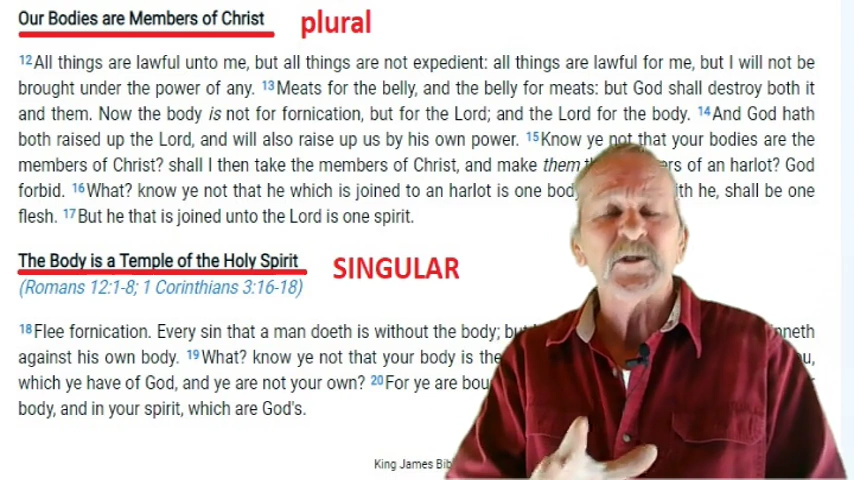 Our Bodies are Members of Christ plural
12All things are lawful unto me, but all things are not expedient: all things are lawful for me, but I will not be
brought under the power of any. 13Meats for the belly, and the belly for meats: but God shall destroy both it
and them. Now the body is not for fornication, but for the Lord; and the Lord for the body. 14And God hath
both raised up the Lord, and will also raise up us by his own power. 15Know ye not that your bodies are the
members of Christ? shall I then take the members of Christ, and make them of an harlot? God
forbid. 16What? know ye not that he which is joined to an harlot is one he, shall be one
flesh. 17But he that is joined unto the Lord is one spirit.
The Body is a Temple of the Holy Spirit SINGULAR
(Romans 12:1-8; 1 Corinthians 3:16-18)
18Flee fornication. Every sin that a man doeth is without the body;
against his own body. 19What? know ye not that your body is
which ye have of God, and ye are not your own? 20For ye are
body, and in your spirit, which are God's.
King James